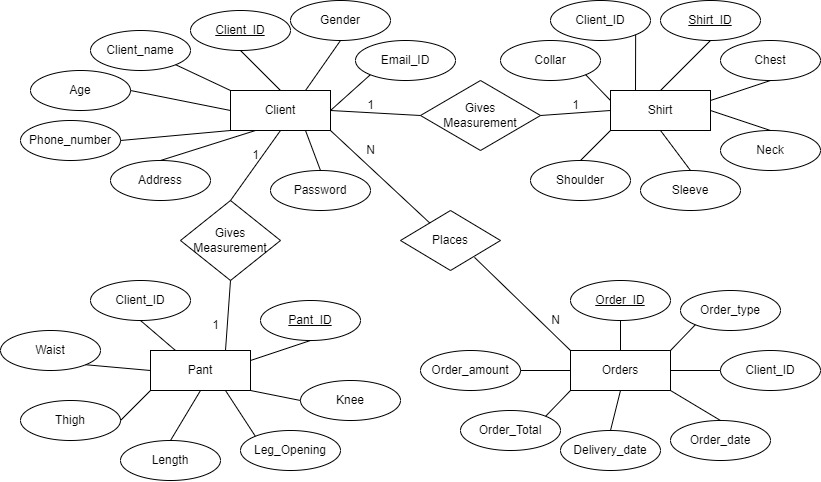 Client_ID
Gender
Client_ID
Shirt_ID
Client_name
Email_ID
Collar
Chest
Age
Client
1
Gives
Measurement
1
Shirt
Phone_number
1
N
Neck
Address
Password
Shoulder
Sleeve
Gives
Measurement
Places
Client_ID
Pant_ID
Order_ID
Order_type
1
N
Waist
Pant
Order_amount
Orders
Client_ID
Knee
Thigh
Order_Total
Order_date
Length
Leg_Opening
Delivery_date